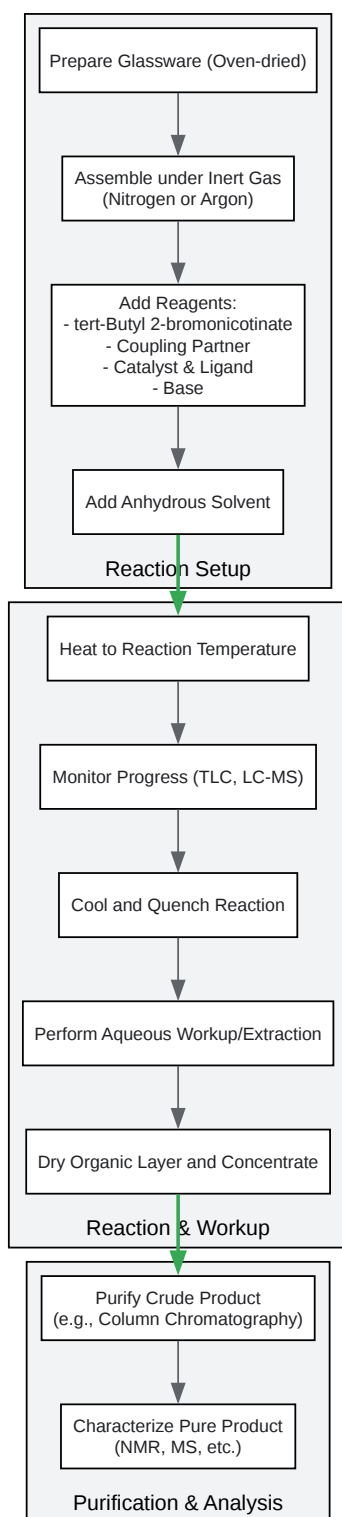 Prepare Glassware (Oven-dried)
Assemble under Inert Gas
(Nitrogen or Argon)
Add Reagents:
- tert-Butyl 2-bromonicotinate
- Coupling Partner
- Catalyst & Ligand
- Base
Add Anhydrous Solvent
Reaction Setup
Heat to Reaction Temperature
Monitor Progress (TLC, LC-MS)
Cool and Quench Reaction
Perform Aqueous Workup/Extraction
Dry Organic Layer and Concentrate
Reaction & Workup
Purify Crude Product
(e.g., Column Chromatography)
Characterize Pure Product
(NMR, MS, etc.)
Purification & Analysis